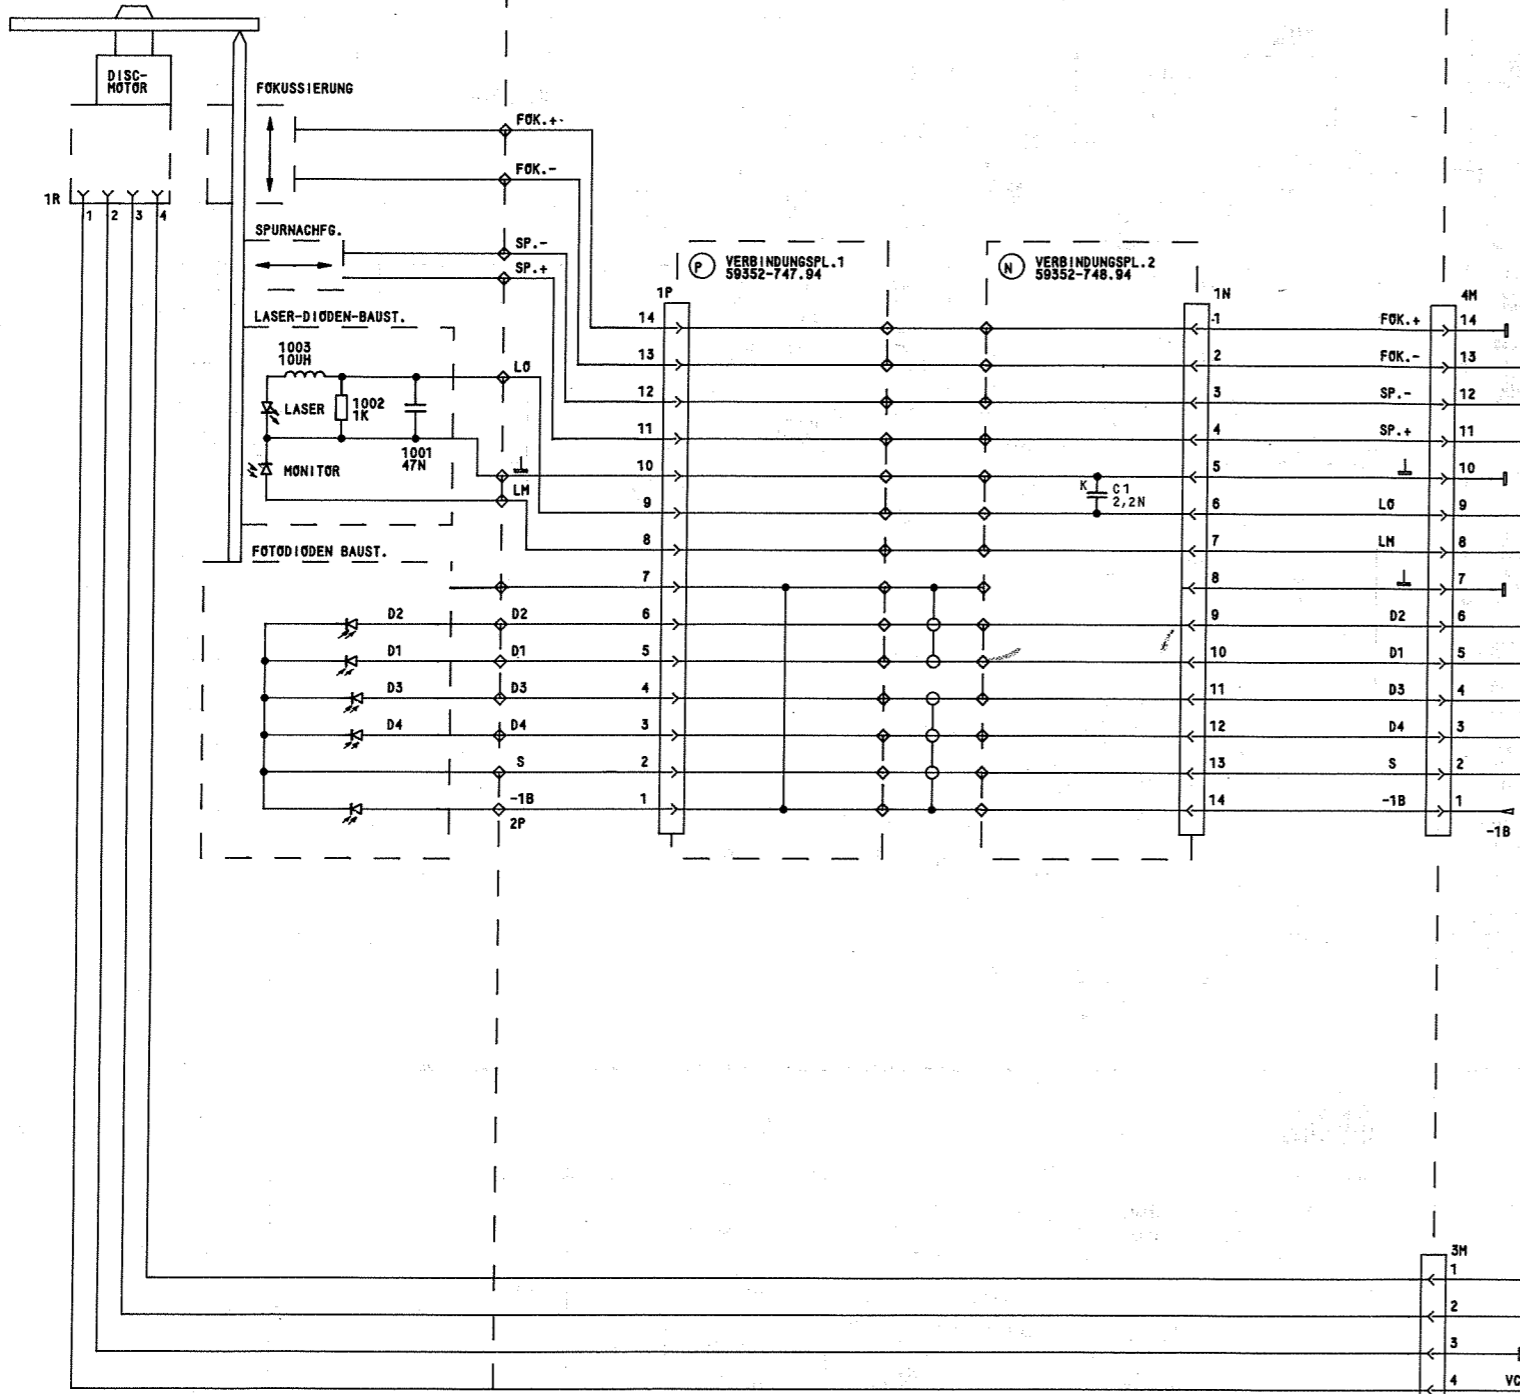 DISC-
MOTOR
FOKUSSIERUNG
FOK.+
FOK.-
1R
1 2 3 4
SPURNACHFG.
SP.-
SP.+
P VERBINDUNGSPL.1
59352-747.94
N VERBINDUNGSPL.2
59352-748.94
1P
1N
4M
LASER-DIODEN-BAUST.
1003
10UH
LASER
1002
1K
1001
47N
MONITOR
LO
LM
14 1 FOK.+ 14
13 2 FOK.- 13
12 3 SP.- 12
11 4 SP.+ 11
10 5 10
K C1
2,2N
9 6 LO 9
8 7 LM 8
FOTODIODEN BAUST.
7 8 7
D2 D2 6 9 D2 6
D1 D1 5 10 D1 5
D3 D3 4 11 D3 4
D4 D4 3 12 D4 3
S 2 13 S 2
-1B 1 14 -1B 1
2P
-1B
3M
1
2
3
4 VC